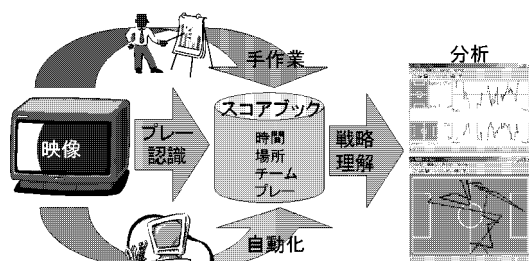 手作業
分析
スコアブック
映像
プレー
認識
時間
場所
チーム
プレー
戦略
理解
自動化